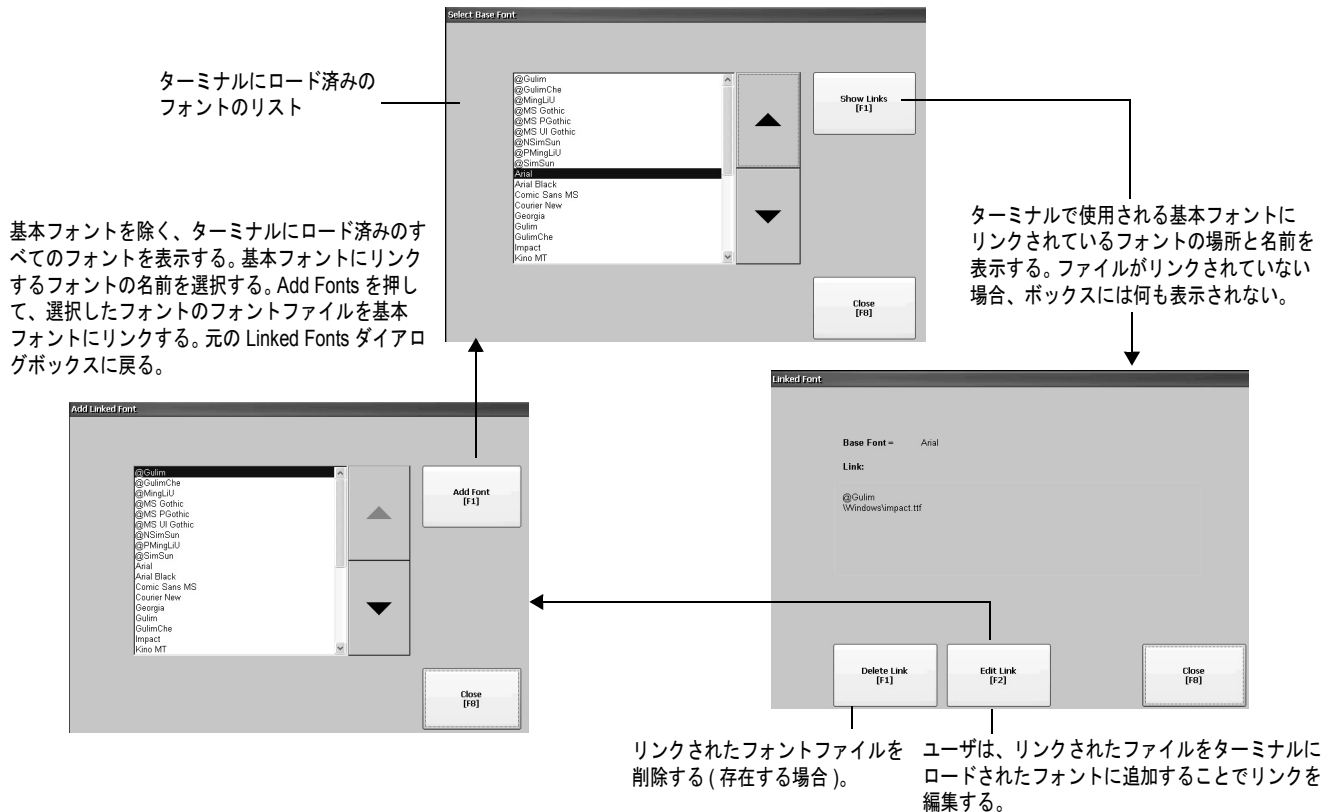 Select Base Font
ターミナルにロード済みの
フォントのリスト
@Gulim
@GulimChe
@MingLiU
@MS Gothic
@MS PGothic
@MS UI Gothic
@NSimSun
@PMingLiU
@SimSun
Arial
Arial Black
Comic Sans MS
Courier New
Georgia
Gulim
GulimChe
Impact
Kino MT
Show Links
[F1]
Close
[F8]
基本フォントを除く、ターミナルにロード済みのす
べてのフォントを表示する。基本フォントにリンク
するフォントの名前を選択する。Add Fonts を押し
て、選択したフォントのフォントファイルを基本
フォントにリンクする。元の Linked Fonts ダイアロ
グボックスに戻る。
ターミナルで使用される基本フォントに
リンクされているフォントの場所と名前を
表示する。ファイルがリンクされていない
場合、ボックスには何も表示されない。
Add Linked Font
@Gulim
@GulimChe
@MingLiU
@MS Gothic
@MS PGothic
@MS UI Gothic
@NSimSun
@PMingLiU
@SimSun
Arial
Arial Black
Comic Sans MS
Courier New
Georgia
Gulim
GulimChe
Impact
Kino MT
Add Font
[F1]
Close
[F8]
Linked Font
Base Font = Arial
Link:
@Gulim
\Windows\impact.ttf
Delete Link
[F1]
Edit Link
[F2]
Close
[F8]
リンクされたフォントファイルを
削除する ( 存在する場合 )。
ユーザは、リンクされたファイルをターミナルに
ロードされたフォントに追加することでリンクを
編集する。